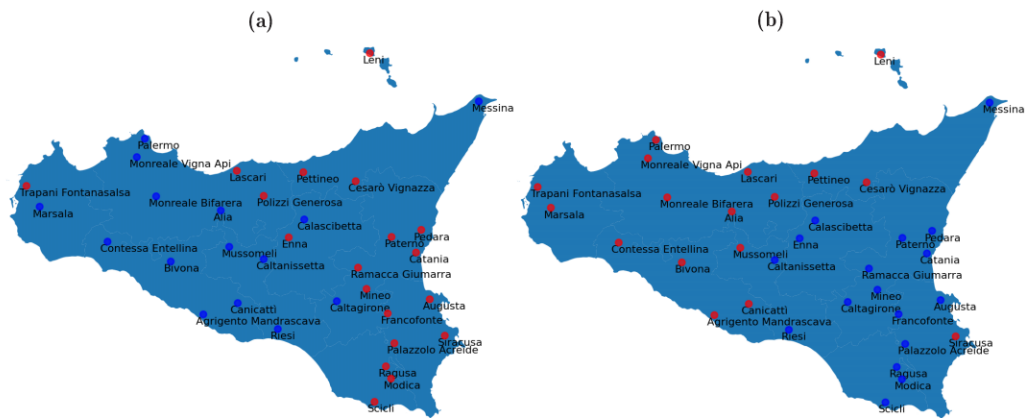 (a)
Leni
Messina
Palermo
Monreale Vigna Api
Lascari
Pettineo
Cesarò Vignazza
Trapani Fontanasalsa
Marsala
Monreale Bifarera
Polizzi Generosa
Alia
Calascibetta
Contessa Entellina
Enna
Paternò
Pedara
Bivona
Mussomeli
Caltanissetta
Catania
Ramacca Giumarra
Mineo
Canicattì
Caltagirone
Augusta
Agrigento Mandrascava
Francofonte
Riesi
Siracusa
Palazzolo Acreide
Ragusa
Modica
Scicli
(b)
Leni
Messina
Palermo
Monreale Vigna Api
Lascari
Pettineo
Cesarò Vignazza
Trapani Fontanasalsa
Marsala
Monreale Bifarera
Polizzi Generosa
Alia
Calascibetta
Contessa Entellina
Enna
Paternò
Pedara
Bivona
Mussomeli
Caltanissetta
Catania
Ramacca Giumarra
Mineo
Canicattì
Caltagirone
Augusta
Agrigento Mandrascava
Francofonte
Riesi
Siracusa
Palazzolo Acreide
Ragusa
Modica
Scicli